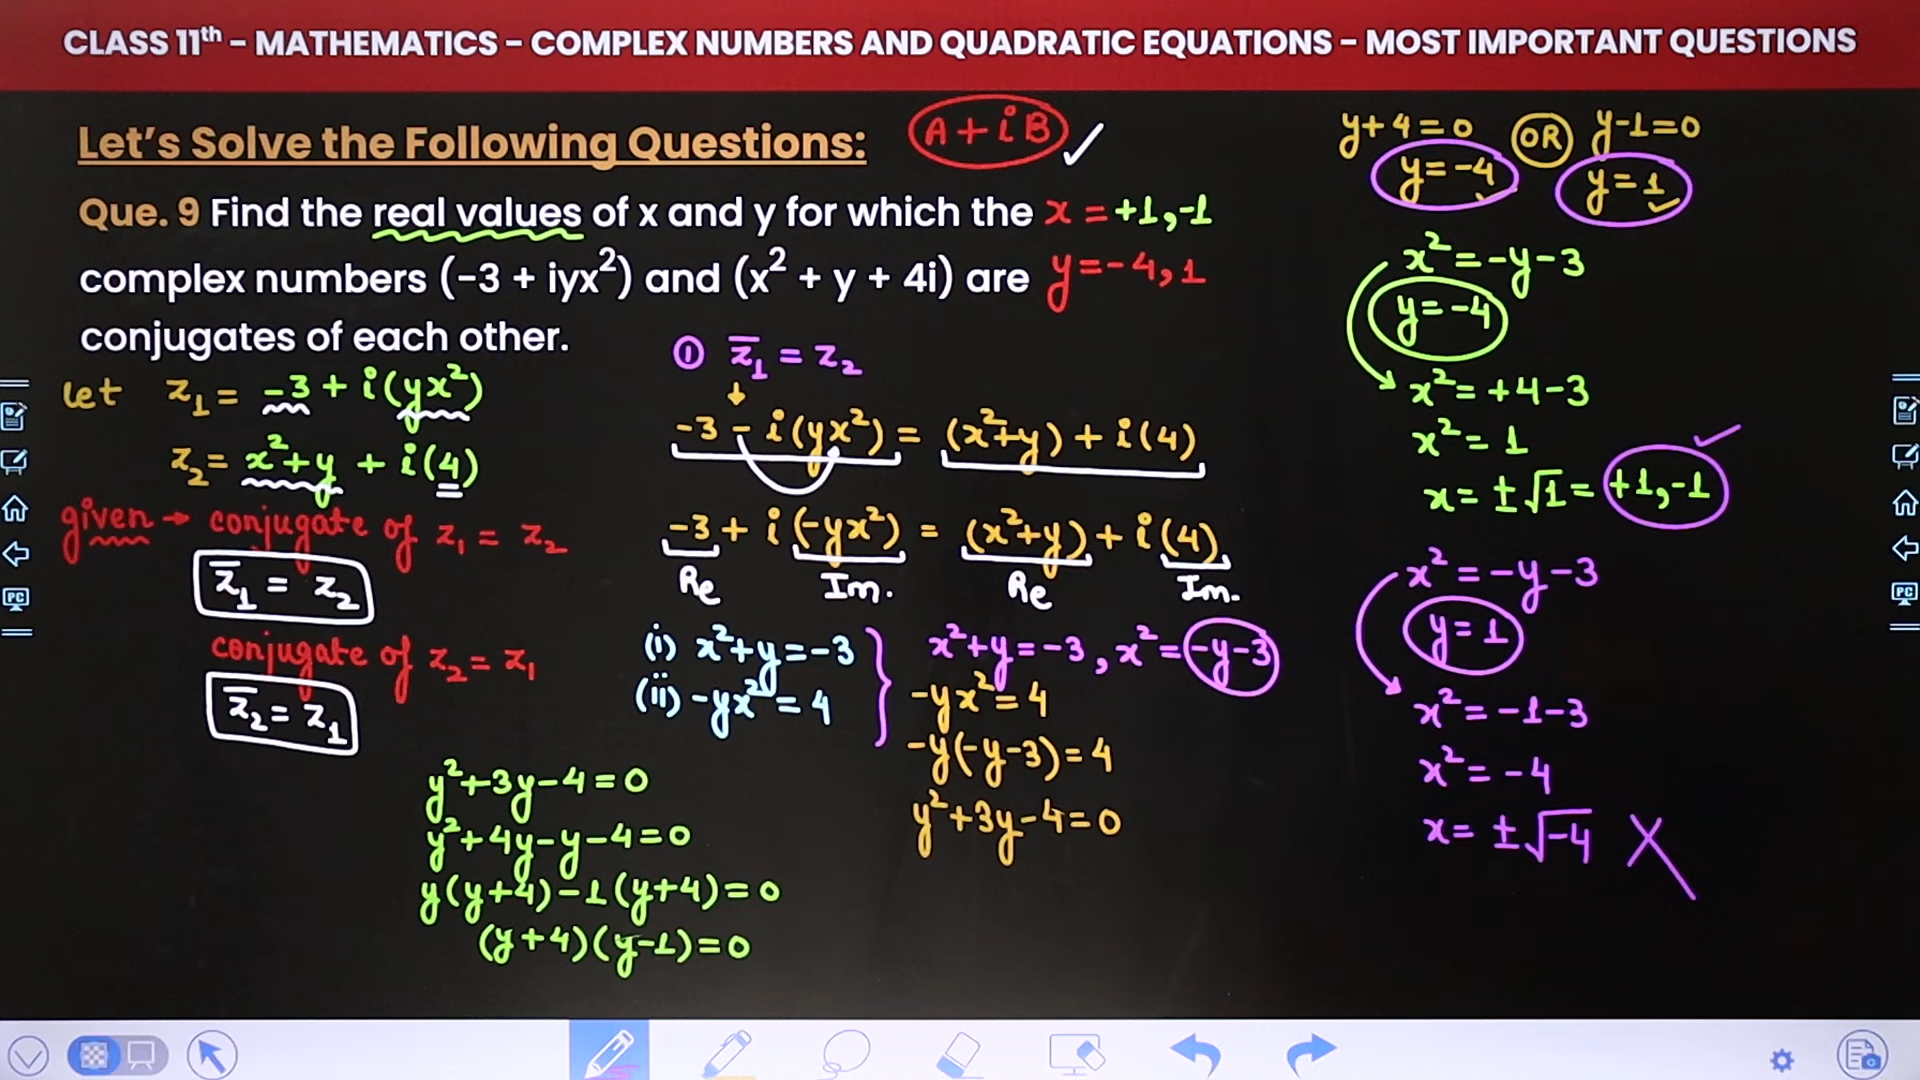 CLASS 11th - MATHEMATICS - COMPLEX NUMBERS AND QUADRATIC EQUATIONS - MOST IMPORTANT QUESTIONS
Let's Solve the Following Questions:
A + iB
Que. 9 Find the real values of x and y for which the
complex numbers (-3 + iyx²) and (x² + y + 4i) are
conjugates of each other.
x = +1, -1
y = -4, 1
let z₁ = -3 + i(yx²)
z₂ = x²+y + i(4)
given → conjugate of z₁ = z₂
z̅₁ = z₂
conjugate of z₂ = z₁
z̅₂ = z₁
① z̅₁ = z₂
-3 - i(yx²) = (x²+y) + i(4)
-3 + i(-yx²) = (x²+y) + i(4)
Re Im. Re Im.
(i) x²+y = -3
(ii) -yx² = 4
x²+y = -3, x² = -y-3
-yx² = 4
-y(-y-3) = 4
y²+3y-4 = 0
y²+3y-4 = 0
y²+4y-y-4 = 0
y(y+4)-1(y+4) = 0
(y+4)(y-1) = 0
y+4=0 OR y-1=0
y=-4 y=1
x² = -y-3
y = -4
x² = +4-3
x² = 1
x = ±√1 = +1, -1
x² = -y-3
y = 1
x² = -1-3
x² = -4
x = ±√-4 X
PC
PC